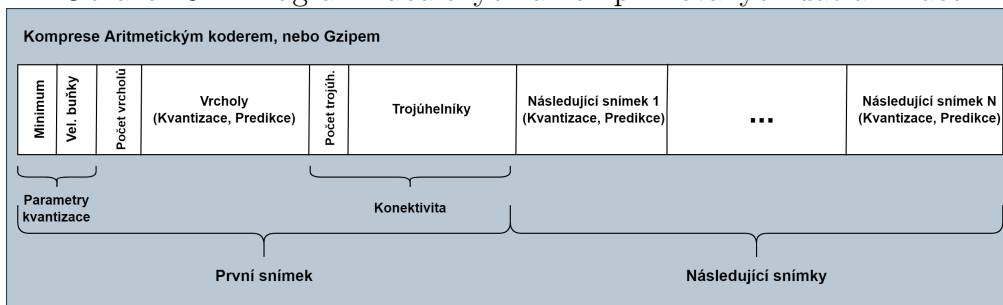 Komprese Aritmetickým koderem, nebo Gzipem
Minimum
Vel. buňky
Počet vrcholů
Vrcholy
(Kvantizace, Predikce)
Počet trojúh.
Trojúhelníky
Následující snímek 1
(Kvantizace, Predikce)
...
Následující snímek N
(Kvantizace, Predikce)
Parametry
kvantizace
Konektivita
První snímek
Následující snímky